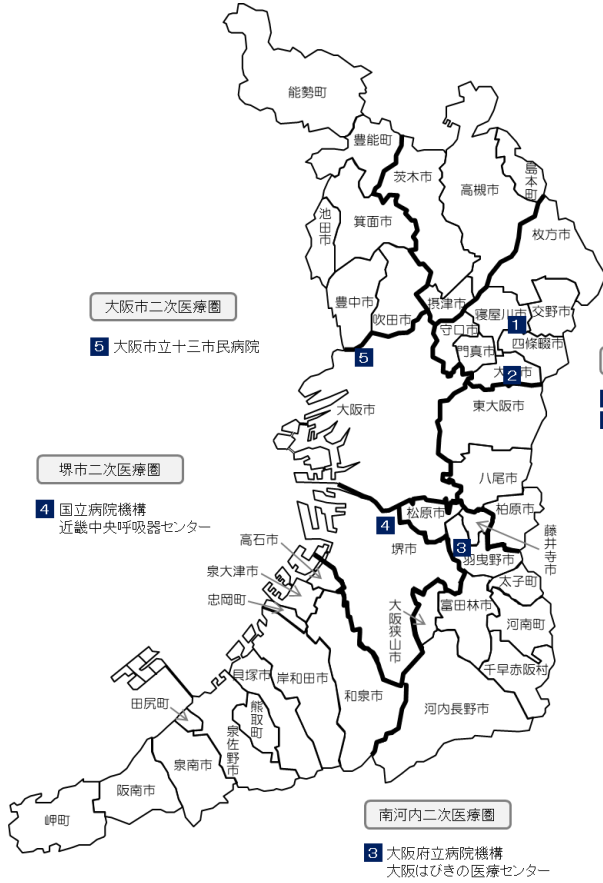 能勢町
豊能町
茨木市
高槻市
島本町
池田市
箕面市
枚方市
豊中市
吹田市
摂津市
寝屋川市
交野市
1
守口市
四條畷市
門真市
大阪市二次医療圏
5 大阪市立十三市民病院
5
2
大阪市
東大阪市
八尾市
堺市二次医療圏
4 国立病院機構
近畿中央呼吸器センター
松原市
柏原市
4
堺市
3
藤井寺市
羽曳野市
高石市
泉大津市
忠岡町
太子町
富田林市
大阪狭山市
河南町
千早赤阪村
貝塚市
岸和田市
和泉市
河内長野市
熊取町
田尻町
泉佐野市
泉南市
阪南市
岬町
南河内二次医療圏
3 大阪府立病院機構
大阪はびきの医療センター